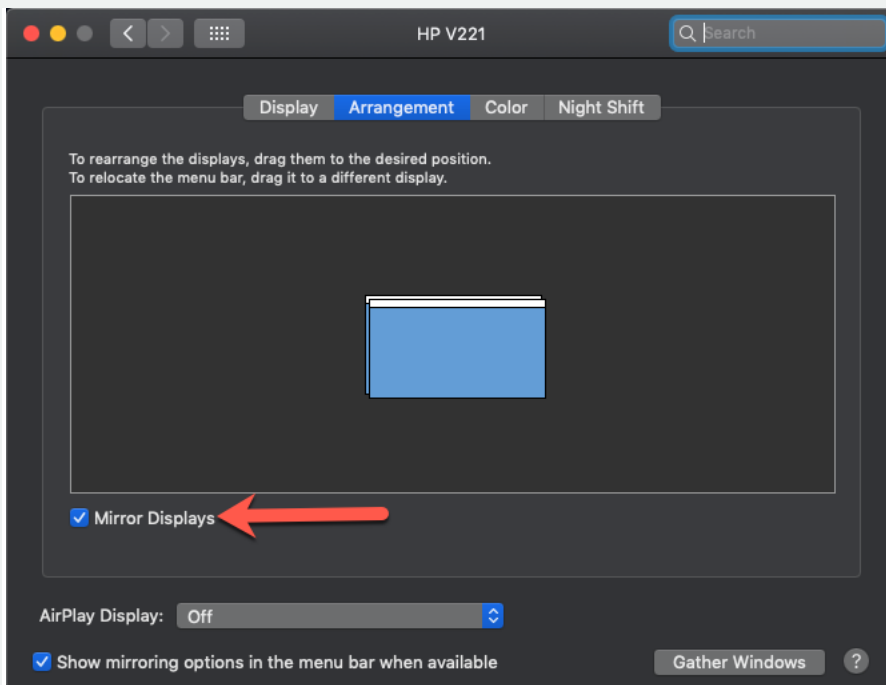 HP V221
Search
Display
Arrangement
Color
Night Shift
To rearrange the displays, drag them to the desired position.
To relocate the menu bar, drag it to a different display.
Mirror Displays
AirPlay Display:
Off
Show mirroring options in the menu bar when available
Gather Windows
?